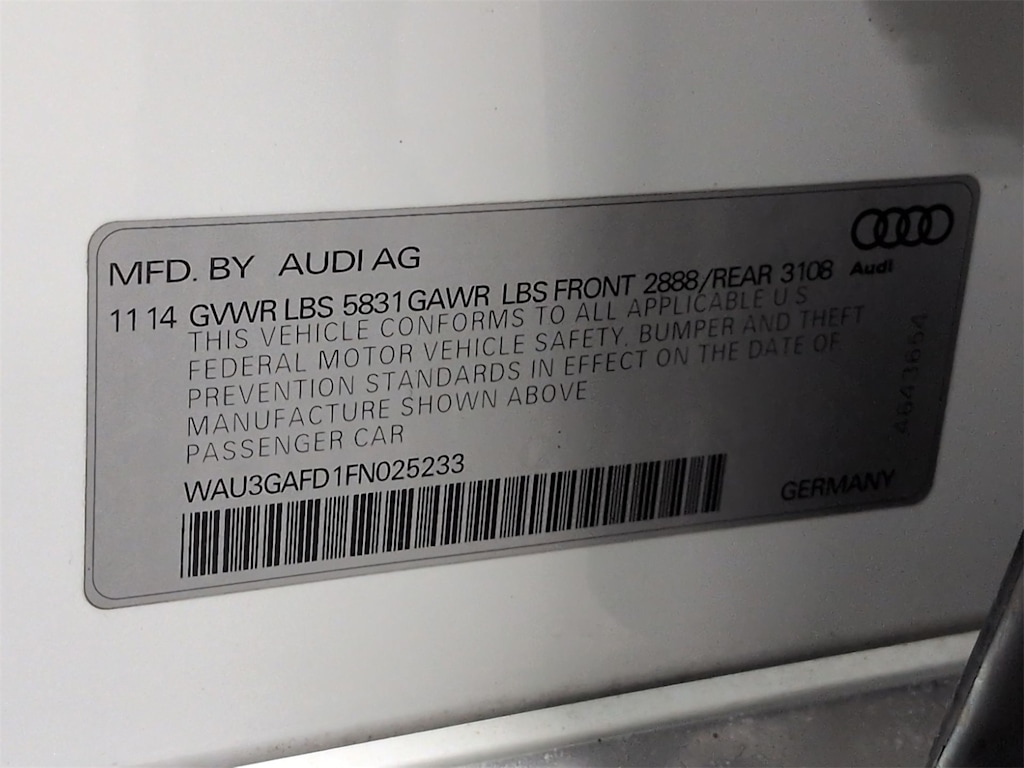 MFD. BY AUDI AG
Audi
11 14 GVWR LBS 5831 GAWR LBS FRONT 2888/REAR 3108
THIS VEHICLE CONFORMS TO ALL APPLICABLE U S
FEDERAL MOTOR VEHICLE SAFETY, BUMPER AND THEFT
PREVENTION STANDARDS IN EFFECT ON THE DATE OF
MANUFACTURE SHOWN ABOVE
PASSENGER CAR
WAU3GAFD1FN025233
GERMANY